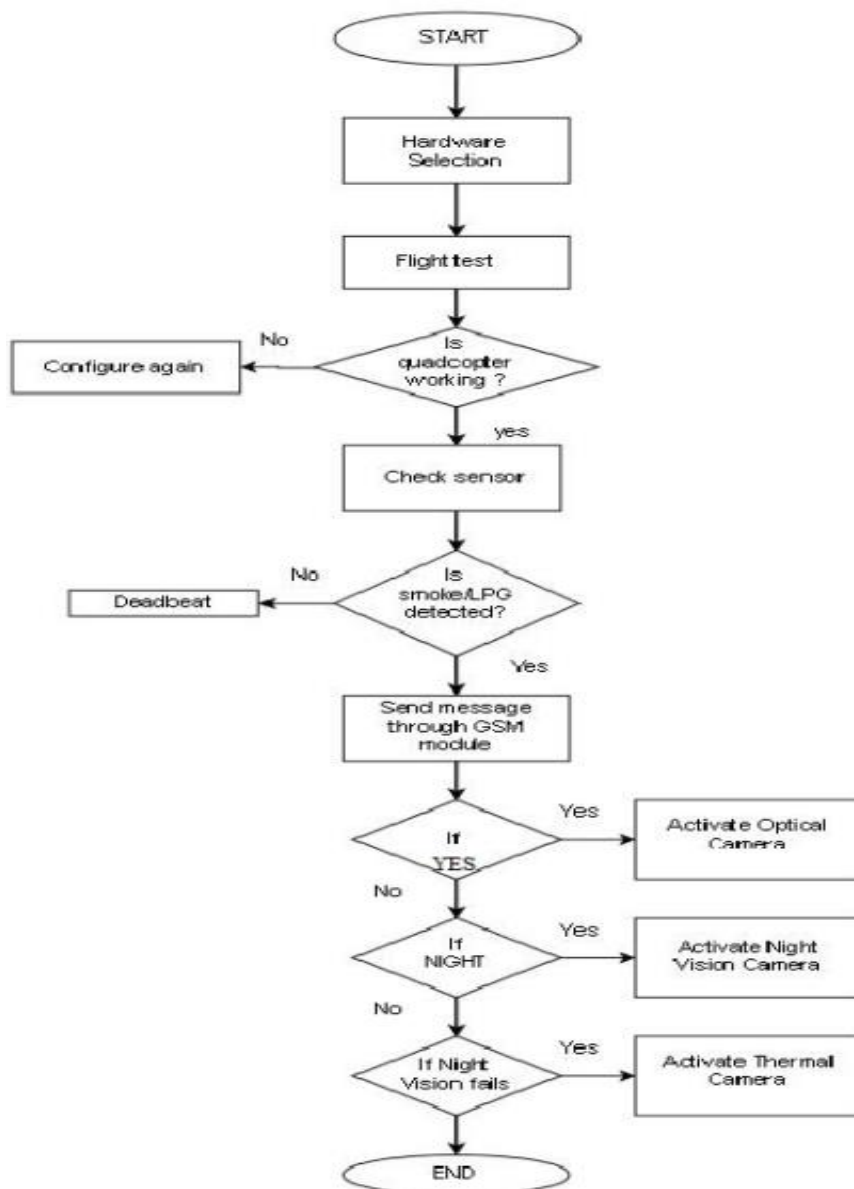 START
Hardware
Selection
Flight test
Is
quadcopter
working ?
No
Configure again
yes
Check sensor
Is
smoke/LPG
detected?
No
Deadbeat
Yes
Send message
through GSM
module
If
YES
Yes
Activate Optical
Camera
No
If
NIGHT
Yes
Activate Night
Vision Camera
No
If Night
Vision fails
Yes
Activate Thermal
Camera
END